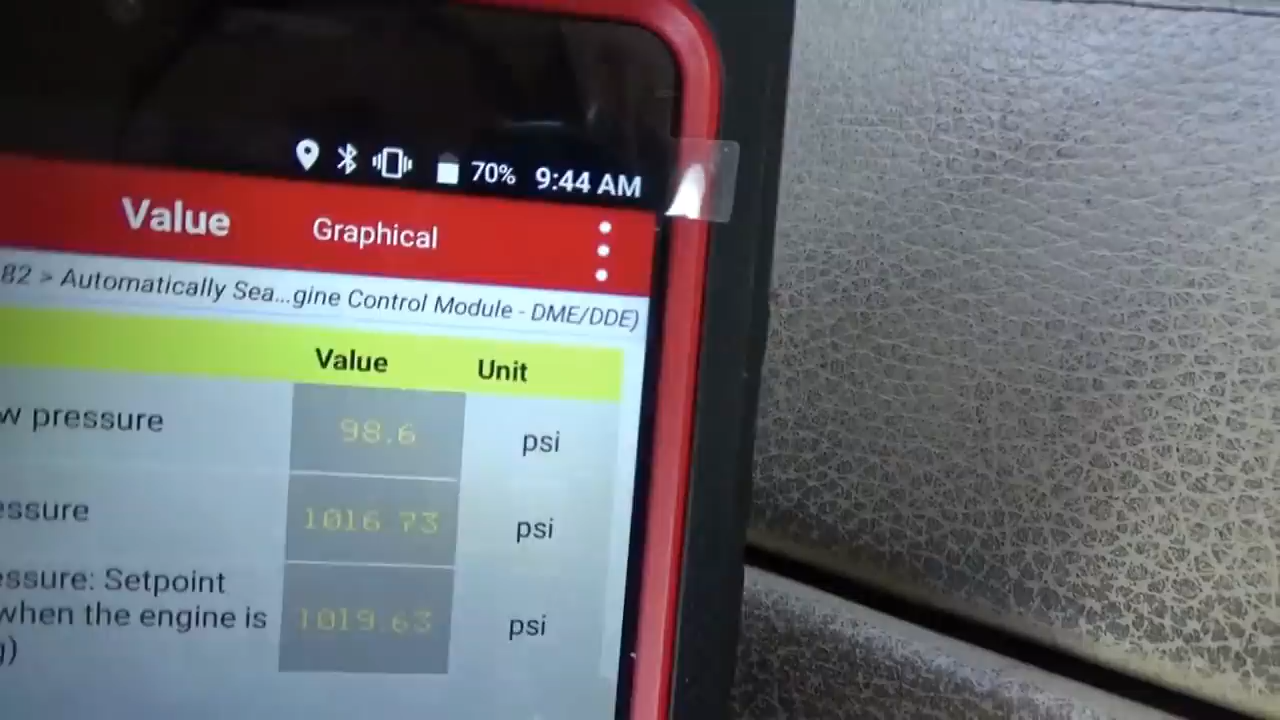 70% 9:44 AM
Value Graphical
82 > Automatically Sea...gine Control Module - DME/DDE)
Value Unit
w pressure 98.6 psi
essure 1016.73 psi
essure: Setpoint
when the engine is 1019.63 psi
g)